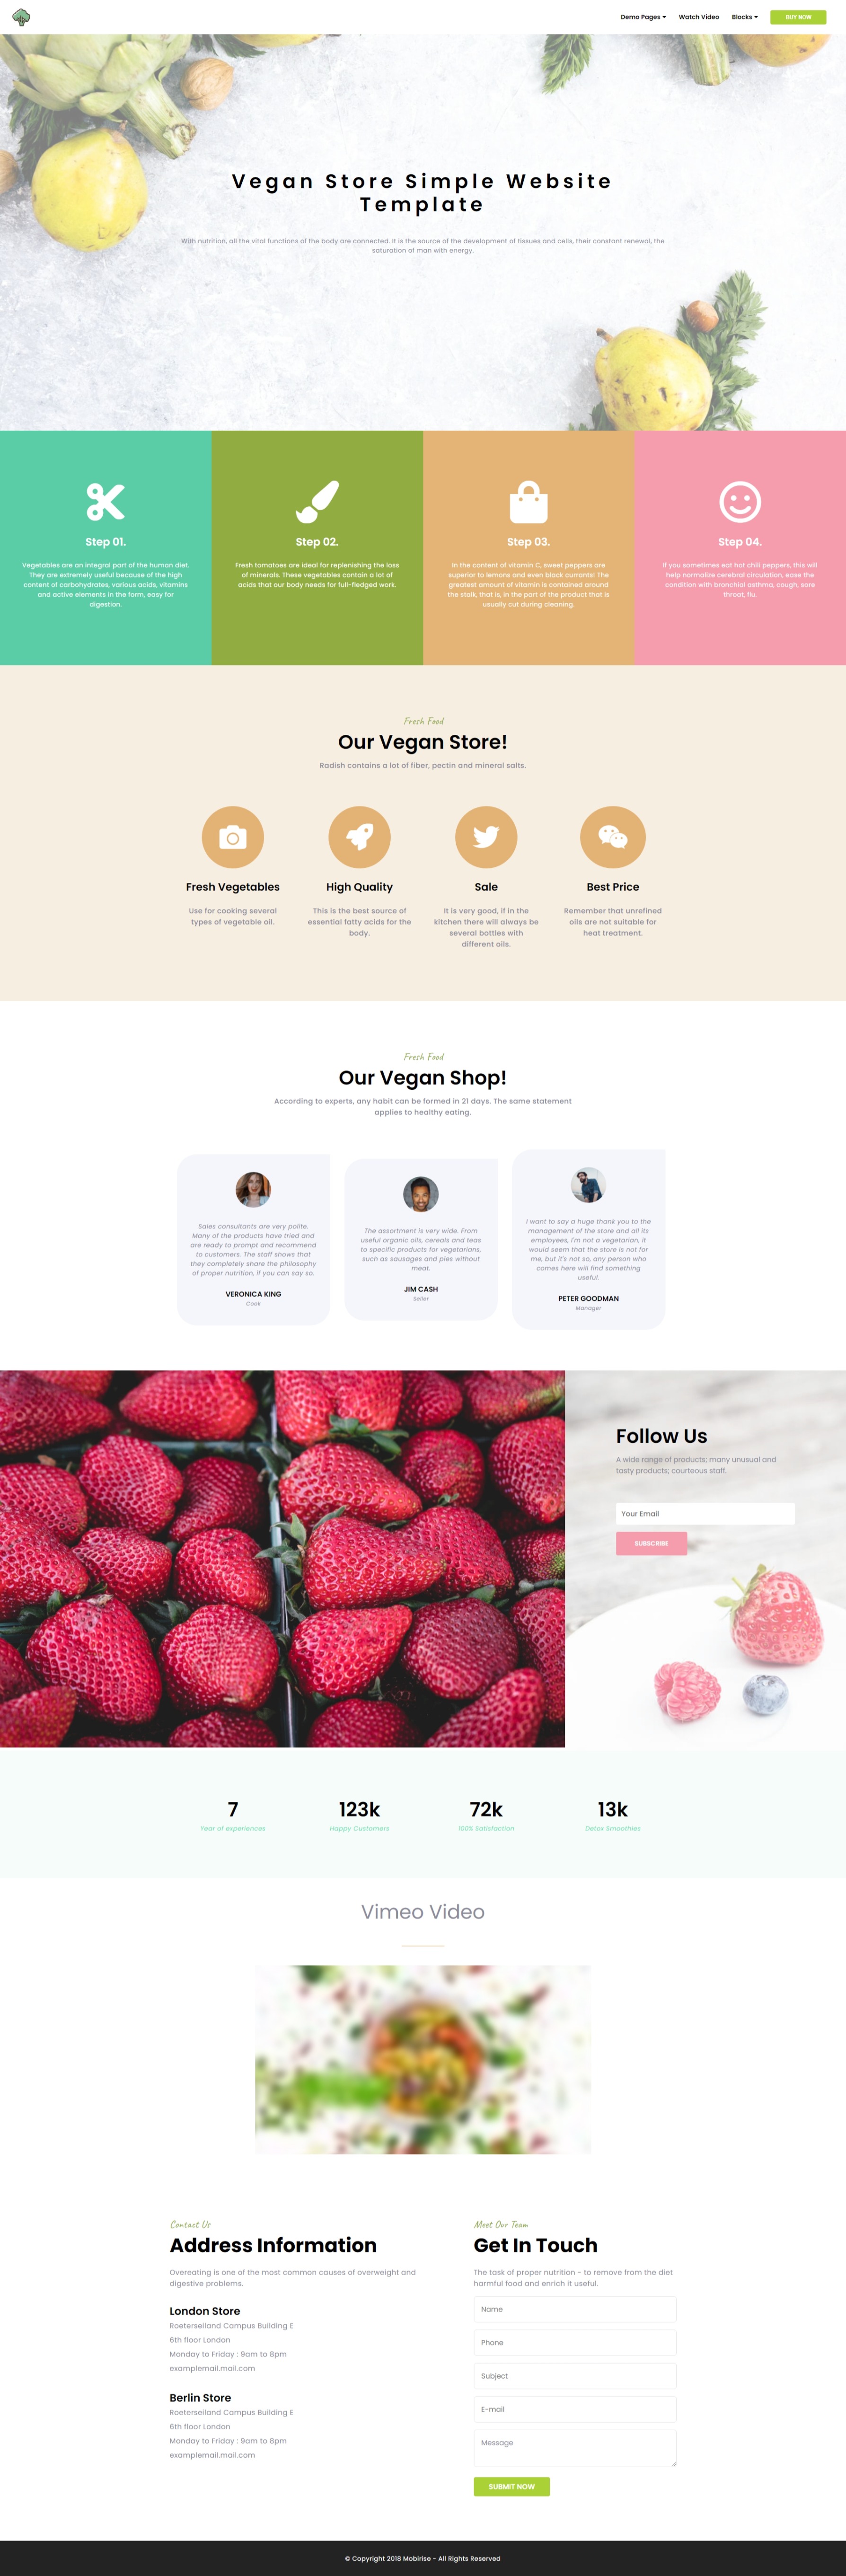 Demo Pages Watch Video Blocks BUY NOW
Vegan Store Simple Website
Template
With nutrition, all the vital functions of the body are connected. It is the source of the development of tissues and cells, their constant renewal, the
saturation of man with energy.
Step 01.
Vegetables are an integral part of the human diet.
They are extremely useful because of the high
content of carbohydrates, various acids, vitamins
and active elements in the form, easy for
digestion.
Step 02.
Fresh tomatoes are ideal for replenishing the loss
of minerals. These vegetables contain a lot of
acids that our body needs for full-fledged work.
Step 03.
In the content of vitamin C, sweet peppers are
superior to lemons and even black currants! The
greatest amount of vitamin is contained around
the stalk, that is, in the part of the product that is
usually cut during cleaning.
Step 04.
If you sometimes eat hot chili peppers, this will
help normalize cerebral circulation, ease the
condition with bronchial asthma, cough, sore
throat, flu.
Fresh Food
Our Vegan Store!
Radish contains a lot of fiber, pectin and mineral salts.
Fresh Vegetables
Use for cooking several
types of vegetable oil.
High Quality
This is the best source of
essential fatty acids for the
body.
Sale
It is very good, if in the
kitchen there will always be
several bottles with
different oils.
Best Price
Remember that unrefined
oils are not suitable for
heat treatment.
Fresh Food
Our Vegan Shop!
According to experts, any habit can be formed in 21 days. The same statement
applies to healthy eating.
Sales consultants are very polite.
Many of the products have tried and
are ready to prompt and recommend
to customers. The staff shows that
they completely share the philosophy
of proper nutrition, if you can say so.
VERONICA KING
Cook
The assortment is very wide. From
useful organic oils, cereals and teas
to specific products for vegetarians,
such as sausages and pies without
meat.
JIM CASH
Seller
I want to say a huge thank you to the
management of the store and all its
employees, I'm not a vegetarian, it
would seem that the store is not for
me, but it's not so, any person who
comes here will find something
useful.
PETER GOODMAN
Manager
Follow Us
A wide range of products; many unusual and
tasty products; courteous staff.
Your Email
SUBSCRIBE
7
Year of experiences
123k
Happy Customers
72k
100% Satisfaction
13k
Detox Smoothies
Vimeo Video
Contact Us
Address Information
Overeating is one of the most common causes of overweight and
digestive problems.
London Store
Roeterseiland Campus Building E
6th floor London
Monday to Friday : 9am to 8pm
examplemail.mail.com
Berlin Store
Roeterseiland Campus Building E
6th floor London
Monday to Friday : 9am to 8pm
examplemail.mail.com
Meet Our Team
Get In Touch
The task of proper nutrition - to remove from the diet
harmful food and enrich it useful.
Name
Phone
Subject
E-mail
Message
SUBMIT NOW
© Copyright 2018 Mobirise - All Rights Reserved